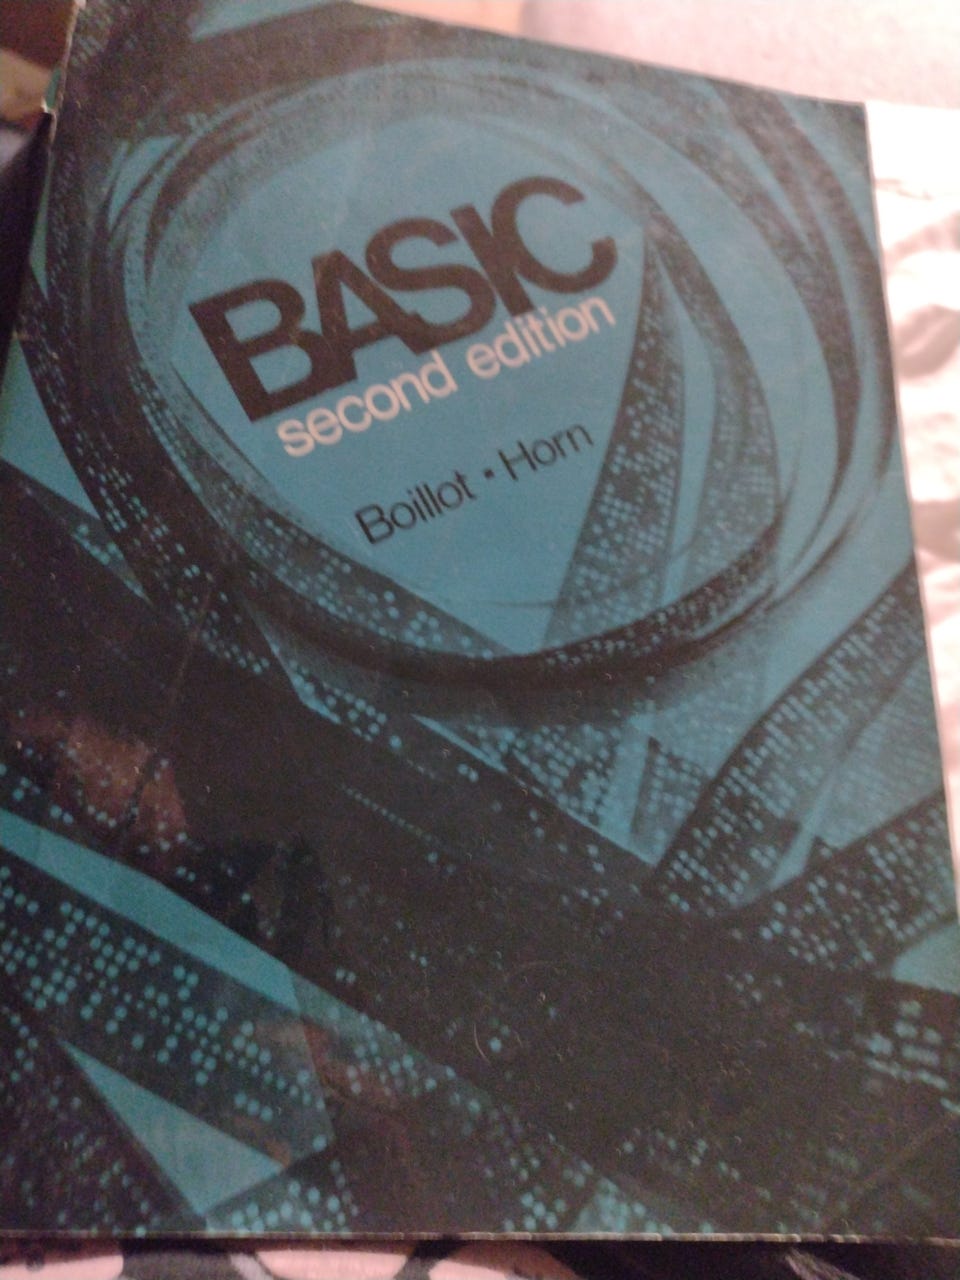 BASIC
second edition
Boillot • Horn